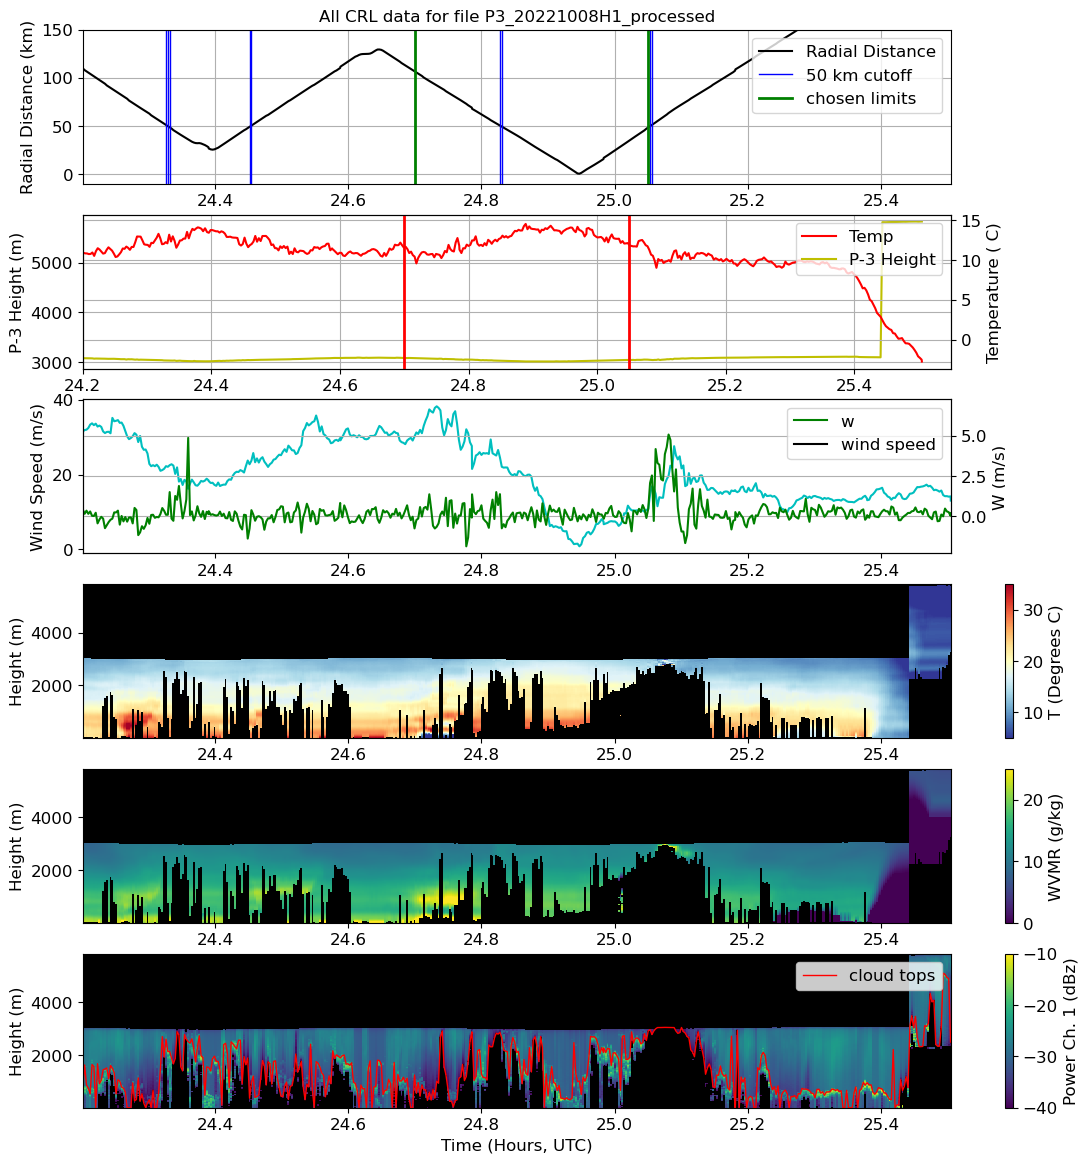 All CRL data for file P3_20221008H1_processed
Radial Distance (km)
150
100
50
0
Radial Distance
50 km cutoff
chosen limits
24.4 24.6 24.8 25.0 25.2 25.4
P-3 Height (m)
5000
4000
3000
Temp
P-3 Height
15
10
5
0
Temperature ( C)
24.2 24.4 24.6 24.8 25.0 25.2 25.4
Wind Speed (m/s)
40
20
0
w
wind speed
5.0
2.5
0.0
W (m/s)
24.4 24.6 24.8 25.0 25.2 25.4
Height (m)
4000
2000
30
20
10
T (Degrees C)
24.4 24.6 24.8 25.0 25.2 25.4
Height (m)
4000
2000
20
10
0
WVMR (g/kg)
24.4 24.6 24.8 25.0 25.2 25.4
Height (m)
4000
2000
cloud tops
−10
−20
−30
−40
Power Ch. 1 (dBz)
24.4 24.6 24.8 25.0 25.2 25.4
Time (Hours, UTC)